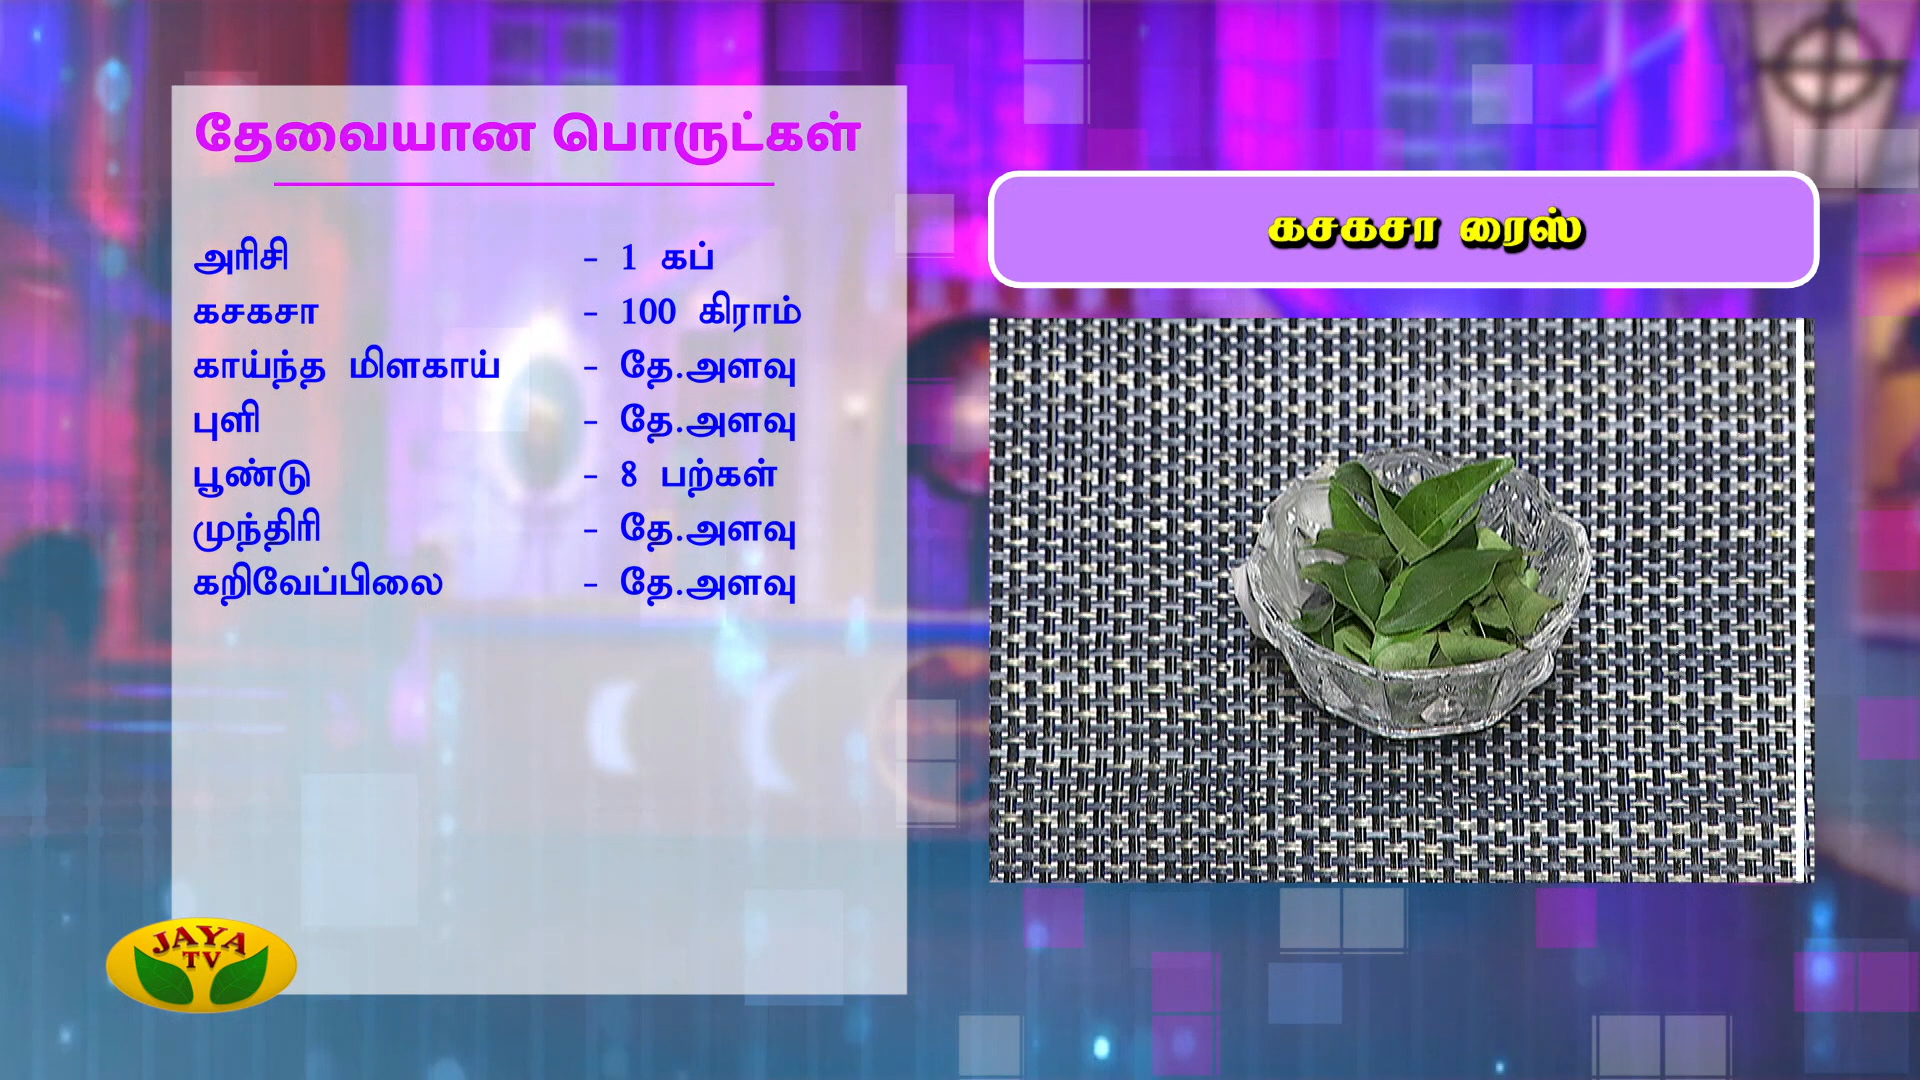 தேவையான பொருட்கள்
அரிசி - 1 கப்
கசகசா - 100 கிராம்
காய்ந்த மிளகாய் - தே.அளவு
புளி - தே.அளவு
பூண்டு - 8 பற்கள்
முந்திரி - தே.அளவு
கறிவேப்பிலை - தே.அளவு
கசகசா ரைஸ்
JAYA
TV